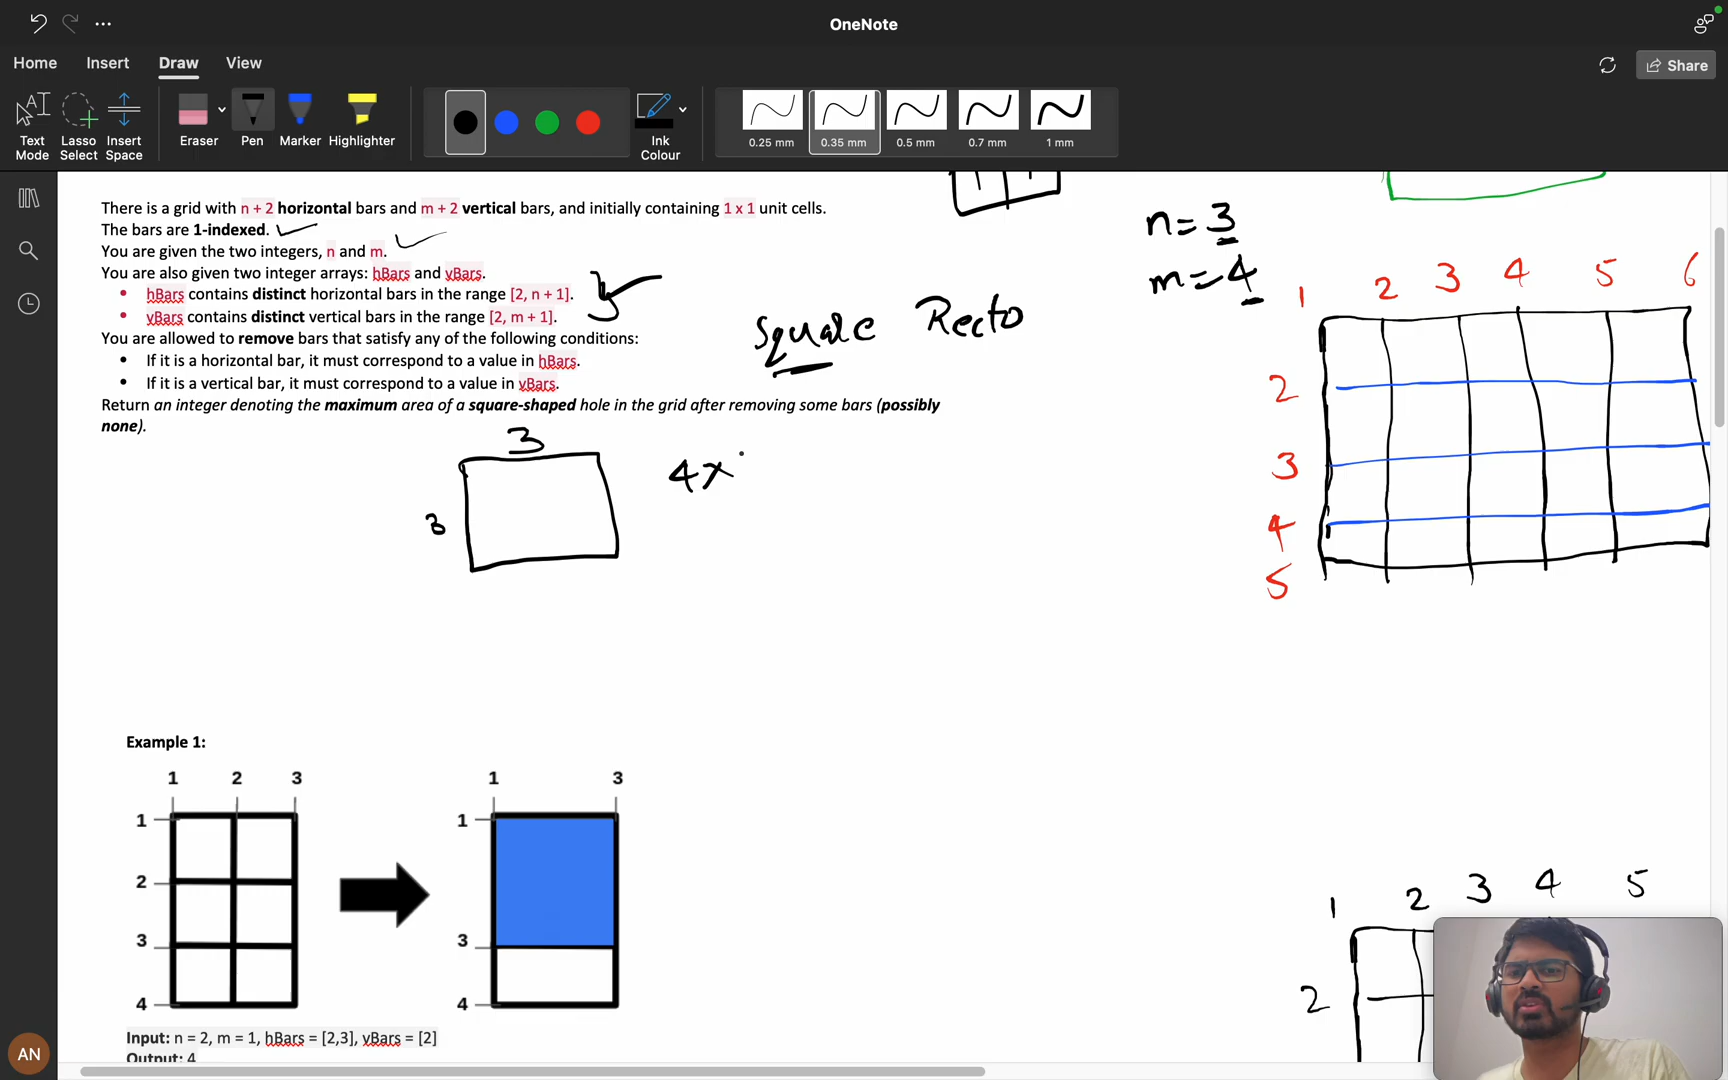 OneNote
Home Insert Draw View
Share
Text Mode
Lasso Select
Insert Space
Eraser
Pen
Marker
Highlighter
Ink Colour
0.25 mm
0.35 mm
0.5 mm
0.7 mm
1 mm
There is a grid with n + 2 horizontal bars and m + 2 vertical bars, and initially containing 1 x 1 unit cells.
The bars are 1-indexed.
You are given the two integers, n and m.
You are also given two integer arrays: hBars and vBars.
• hBars contains distinct horizontal bars in the range [2, n + 1].
• vBars contains distinct vertical bars in the range [2, m + 1].
You are allowed to remove bars that satisfy any of the following conditions:
• If it is a horizontal bar, it must correspond to a value in hBars.
• If it is a vertical bar, it must correspond to a value in vBars.
Return an integer denoting the maximum area of a square-shaped hole in the grid after removing some bars (possibly
none).
n = 3
m = 4
Square Recto
1 2 3 4 5 6
2
3
4
5
3
3
4x
Example 1:
1 2 3
1
2
3
4
1 3
1
3
4
Input: n = 2, m = 1, hBars = [2,3], vBars = [2]
Output: 4
1 2 3 4 5
2
AN